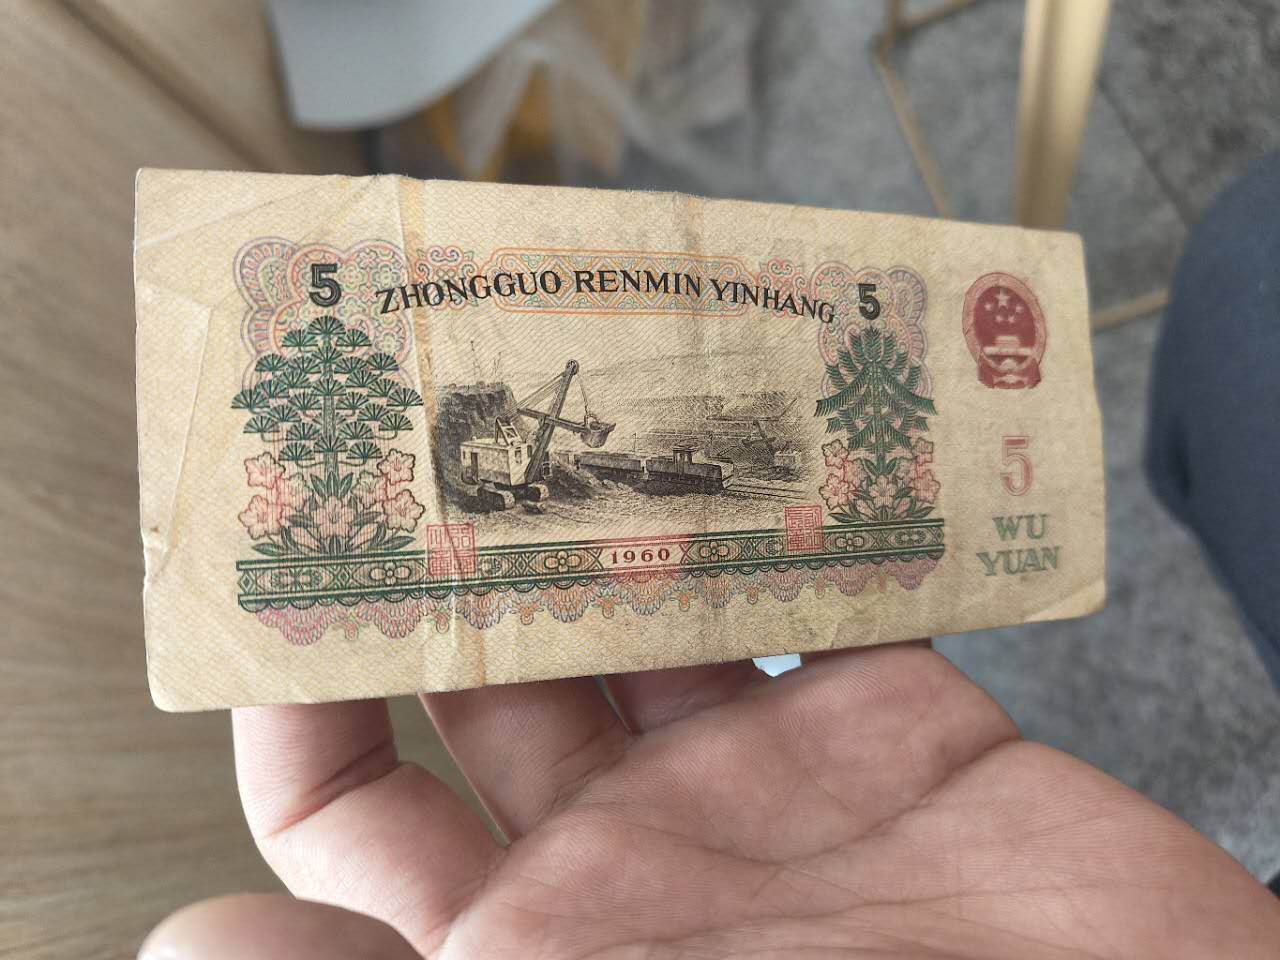 5 ZHONGGUO RENMIN YINHANG 5
5
WU
YUAN
1960